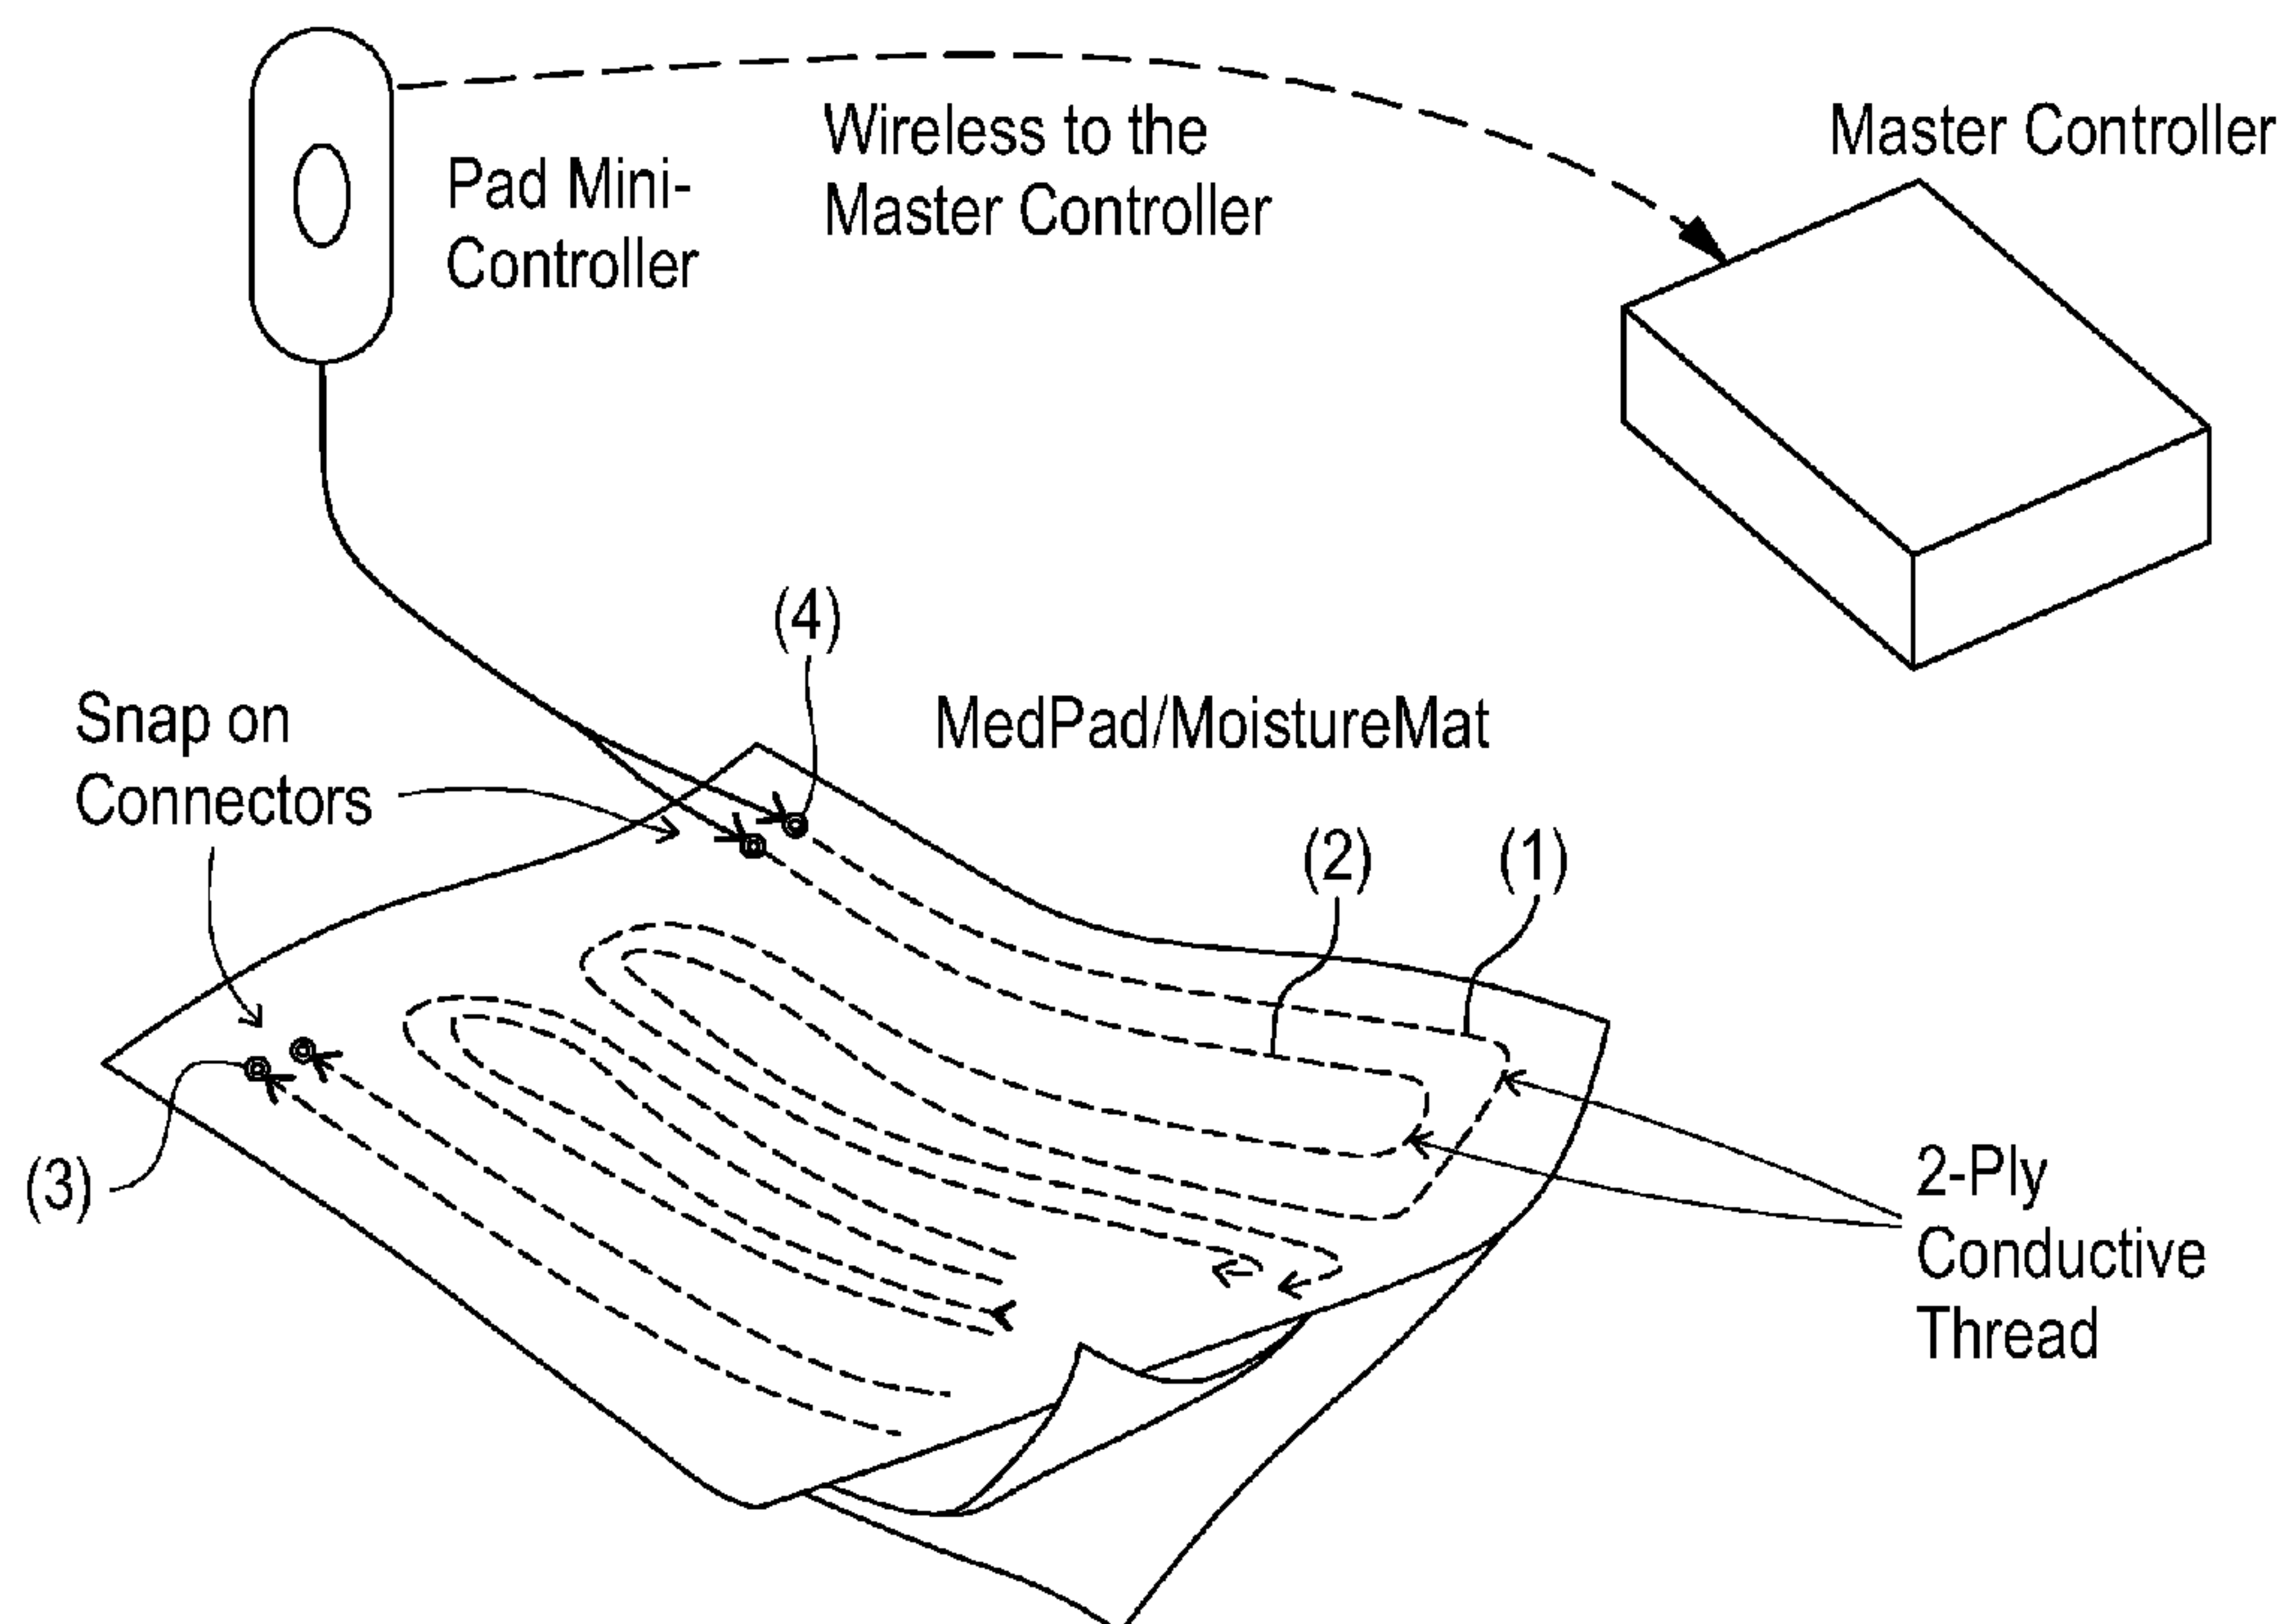 Wireless to the
Master Controller
Master Controller
Pad Mini-
Controller
(4)
Snap on
Connectors
MedPad/MoistureMat
(2)
(1)
(3)
2-Ply
Conductive
Thread